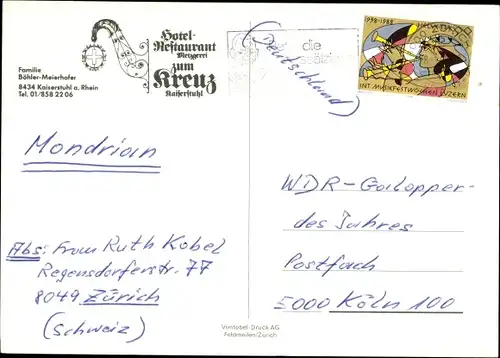 Hotel-
Restaurant
Metzgerei
zum
Kreuz
Kaiserstuhl
Familie
Böhler-Meierhofer
8434 Kaiserstuhl a. Rhein
Tel. 01/858 22 06
(Deutschland)
die
1938-1988
INT. MUSIKFESTWOCHEN LUZERN
Mondrian
Abs: Frau Ruth Kobel
Regensdorferstr. 77
8049 Zürich
(Schweiz)
WDR-Galopper-
des Jahres
Postfach
5000 Köln 100
Vontobel-Druck AG
Feldmeilen/Zürich